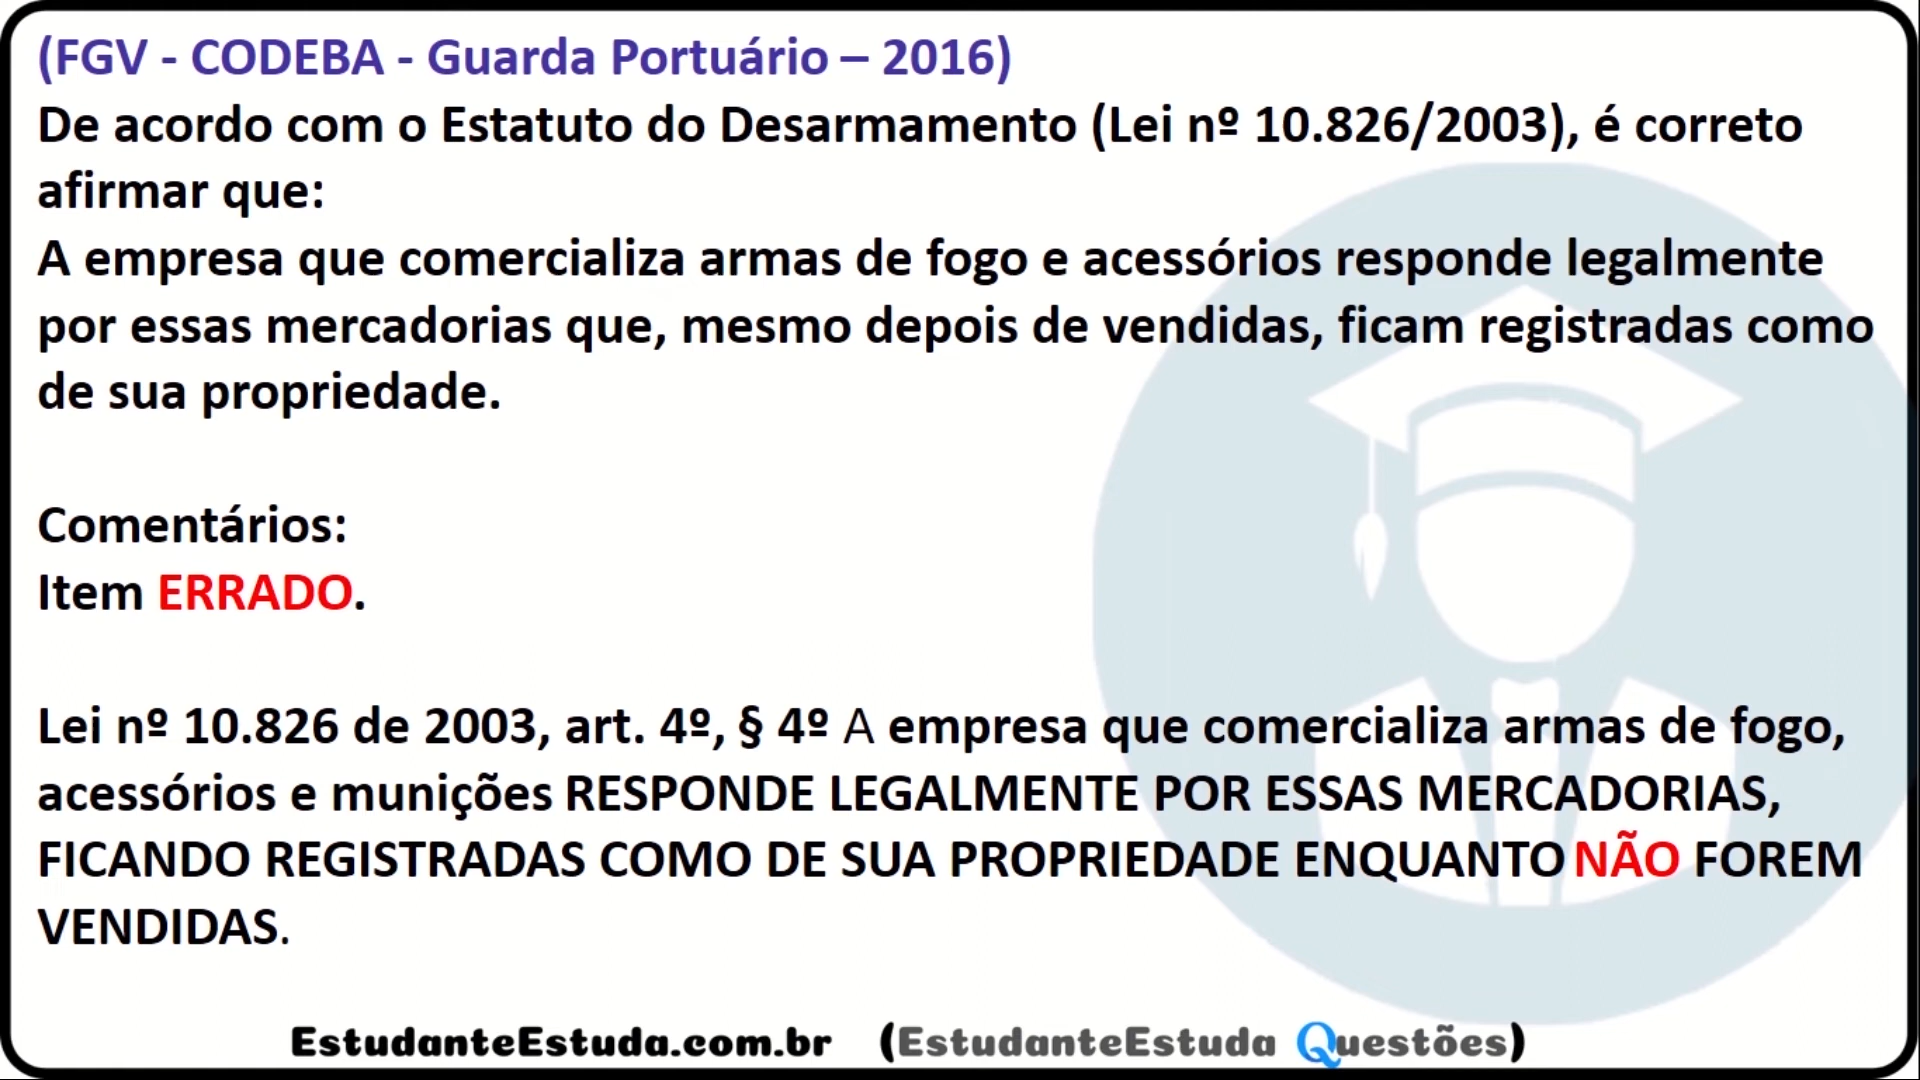 (FGV - CODEBA - Guarda Portuário – 2016)
De acordo com o Estatuto do Desarmamento (Lei nº 10.826/2003), é correto
afirmar que:
A empresa que comercializa armas de fogo e acessórios responde legalmente
por essas mercadorias que, mesmo depois de vendidas, ficam registradas como
de sua propriedade.
Comentários:
Item ERRADO.
Lei nº 10.826 de 2003, art. 4º, § 4º A empresa que comercializa armas de fogo,
acessórios e munições RESPONDE LEGALMENTE POR ESSAS MERCADORIAS,
FICANDO REGISTRADAS COMO DE SUA PROPRIEDADE ENQUANTO NÃO FOREM
VENDIDAS.
EstudanteEstuda.com.br (EstudanteEstuda Questões)